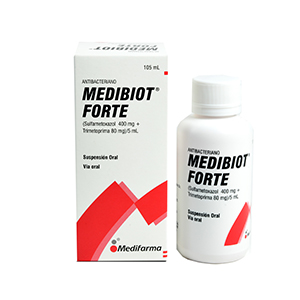 ANTIBACTERIANO
105 mL
MEDIBIOT®
FORTE
(Sulfametoxazol 400 mg +
Trimetoprima 80 mg)/5 mL
Suspensión Oral
Vía oral
Medifarma
ANTIBACTERIANO
MEDIBIOT®
FORTE
(Sulfametoxazol 400 mg +
Trimetoprima 80 mg)/5 mL
Suspensión Oral
Vía oral